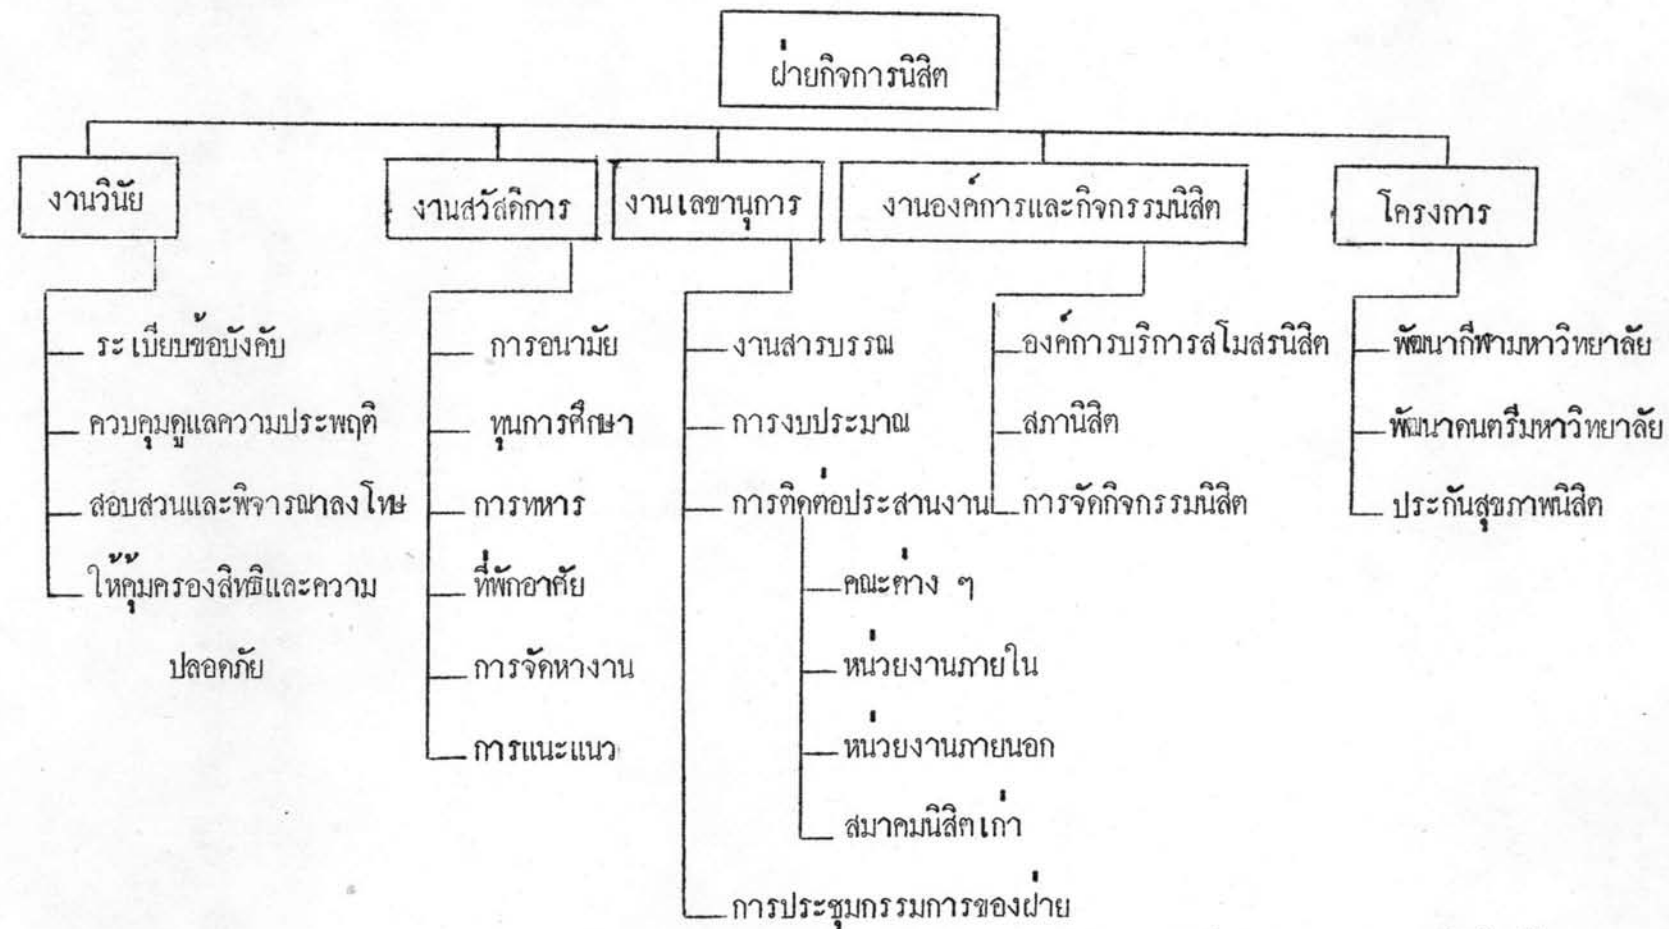 ฝ่ายกิจการนิสิต
งานวินัย
งานสวัสดิการ
งานเลขานุการ
งานองค์การและกิจกรรมนิสิต
โครงการ
ระเบียบข้อบังคับ
ควบคุมดูแลความประพฤติ
สอบสวนและพิจารณาลงโทษ
ให้คุ้มครองสิทธิและความ
ปลอดภัย
การอนามัย
ทุนการศึกษา
การทหาร
ที่พักอาศัย
การจัดหางาน
การแนะแนว
งานสารบรรณ
การงบประมาณ
การติดต่อประสานงาน
คณะต่าง ๆ
หน่วยงานภายใน
หน่วยงานภายนอก
สมาคมนิสิตเก่า
การประชุมกรรมการของฝ่าย
องค์การบริการสโมสรนิสิต
สภานิสิต
การจัดกิจกรรมนิสิต
พัฒนากีฬามหาวิทยาลัย
พัฒนาดนตรีมหาวิทยาลัย
ประกันสุขภาพนิสิต